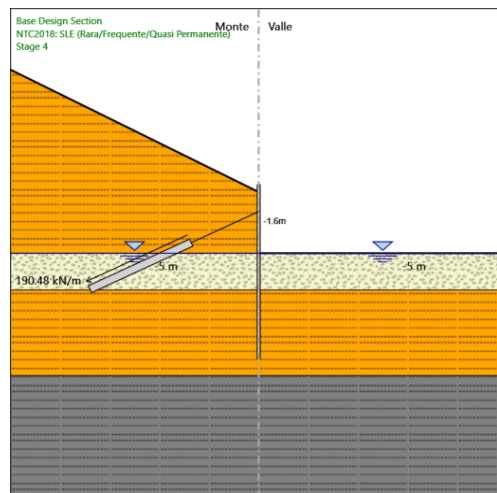 Base Design Section
NTC2018: SLE (Rara/Frequente/Quasi Permanente)
Stage 4
Monte Valle
-1.6m
-5 m
-5 m
190.48 kN/m